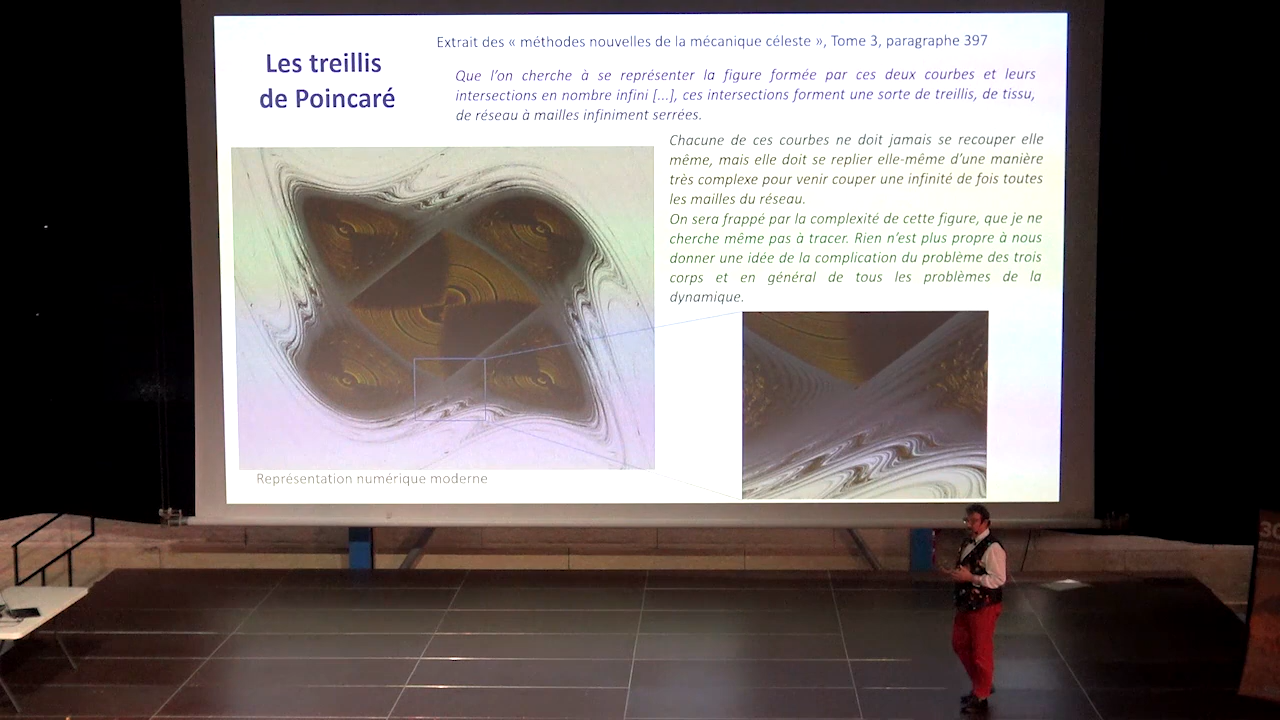 Les treillis
de Poincaré
Extrait des « méthodes nouvelles de la mécanique céleste », Tome 3, paragraphe 397
Que l'on cherche à se représenter la figure formée par ces deux courbes et leurs
intersections en nombre infini [...], ces intersections forment une sorte de treillis, de tissu,
de réseau à mailles infiniment serrées.
Chacune de ces courbes ne doit jamais se recouper elle
même, mais elle doit se replier elle-même d'une manière
très complexe pour venir couper une infinité de fois toutes
les mailles du réseau.
On sera frappé par la complexité de cette figure, que je ne
cherche même pas à tracer. Rien n'est plus propre à nous
donner une idée de la complication du problème des trois
corps et en général de tous les problèmes de la
dynamique.
Représentation numérique moderne